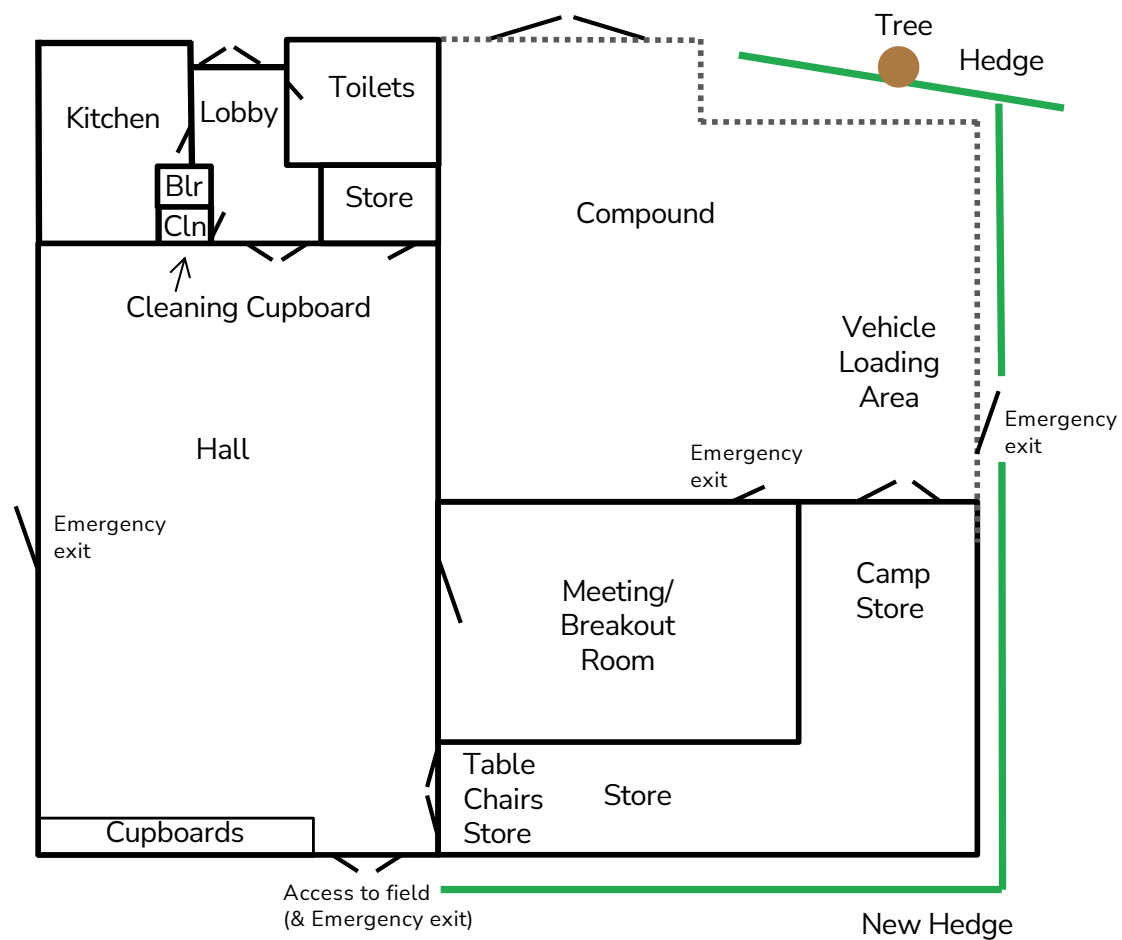 Tree
Hedge
Toilets
Kitchen
Lobby
Blr
Store
Cln
Compound
Cleaning Cupboard
Vehicle
Loading
Area
Emergency
exit
Hall
Emergency
exit
Emergency
exit
Meeting/
Breakout
Room
Camp
Store
Table
Chairs
Store
Store
Cupboards
Access to field
(& Emergency exit)
New Hedge